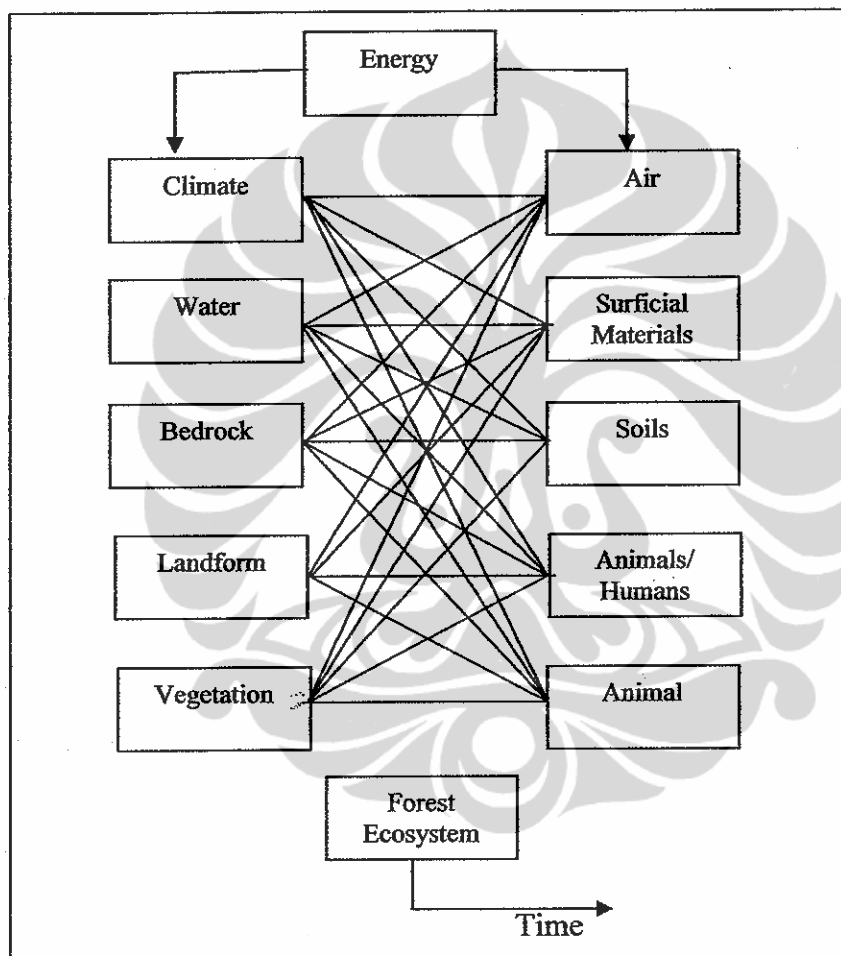 Energy
Climate
Air
Water
Surficial
Materials
Bedrock
Soils
Landform
Animals/
Humans
Vegetation
Animal
Forest
Ecosystem
Time